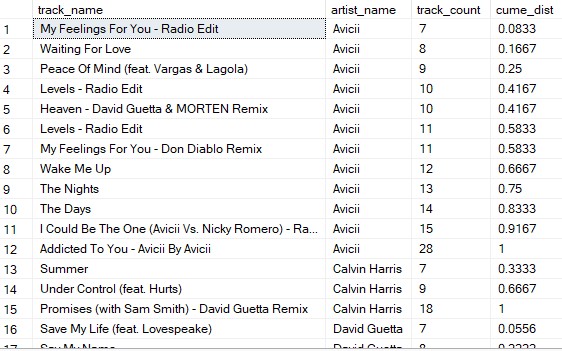 track_name artist_name track_count cume_dist
1 My Feelings For You - Radio Edit Avicii 7 0.0833
2 Waiting For Love Avicii 8 0.1667
3 Peace Of Mind (feat. Vargas & Lagola) Avicii 9 0.25
4 Levels - Radio Edit Avicii 10 0.4167
5 Heaven - David Guetta & MORTEN Remix Avicii 10 0.4167
6 Levels - Radio Edit Avicii 11 0.5833
7 My Feelings For You - Don Diablo Remix Avicii 11 0.5833
8 Wake Me Up Avicii 12 0.6667
9 The Nights Avicii 13 0.75
10 The Days Avicii 14 0.8333
11 I Could Be The One (Avicii Vs. Nicky Romero) - Ra... Avicii 15 0.9167
12 Addicted To You - Avicii By Avicii Avicii 28 1
13 Summer Calvin Harris 7 0.3333
14 Under Control (feat. Hurts) Calvin Harris 9 0.6667
15 Promises (with Sam Smith) - David Guetta Remix Calvin Harris 18 1
16 Save My Life (feat. Lovespeake) David Guetta 7 0.0556
17 Say My Name David Guetta 8